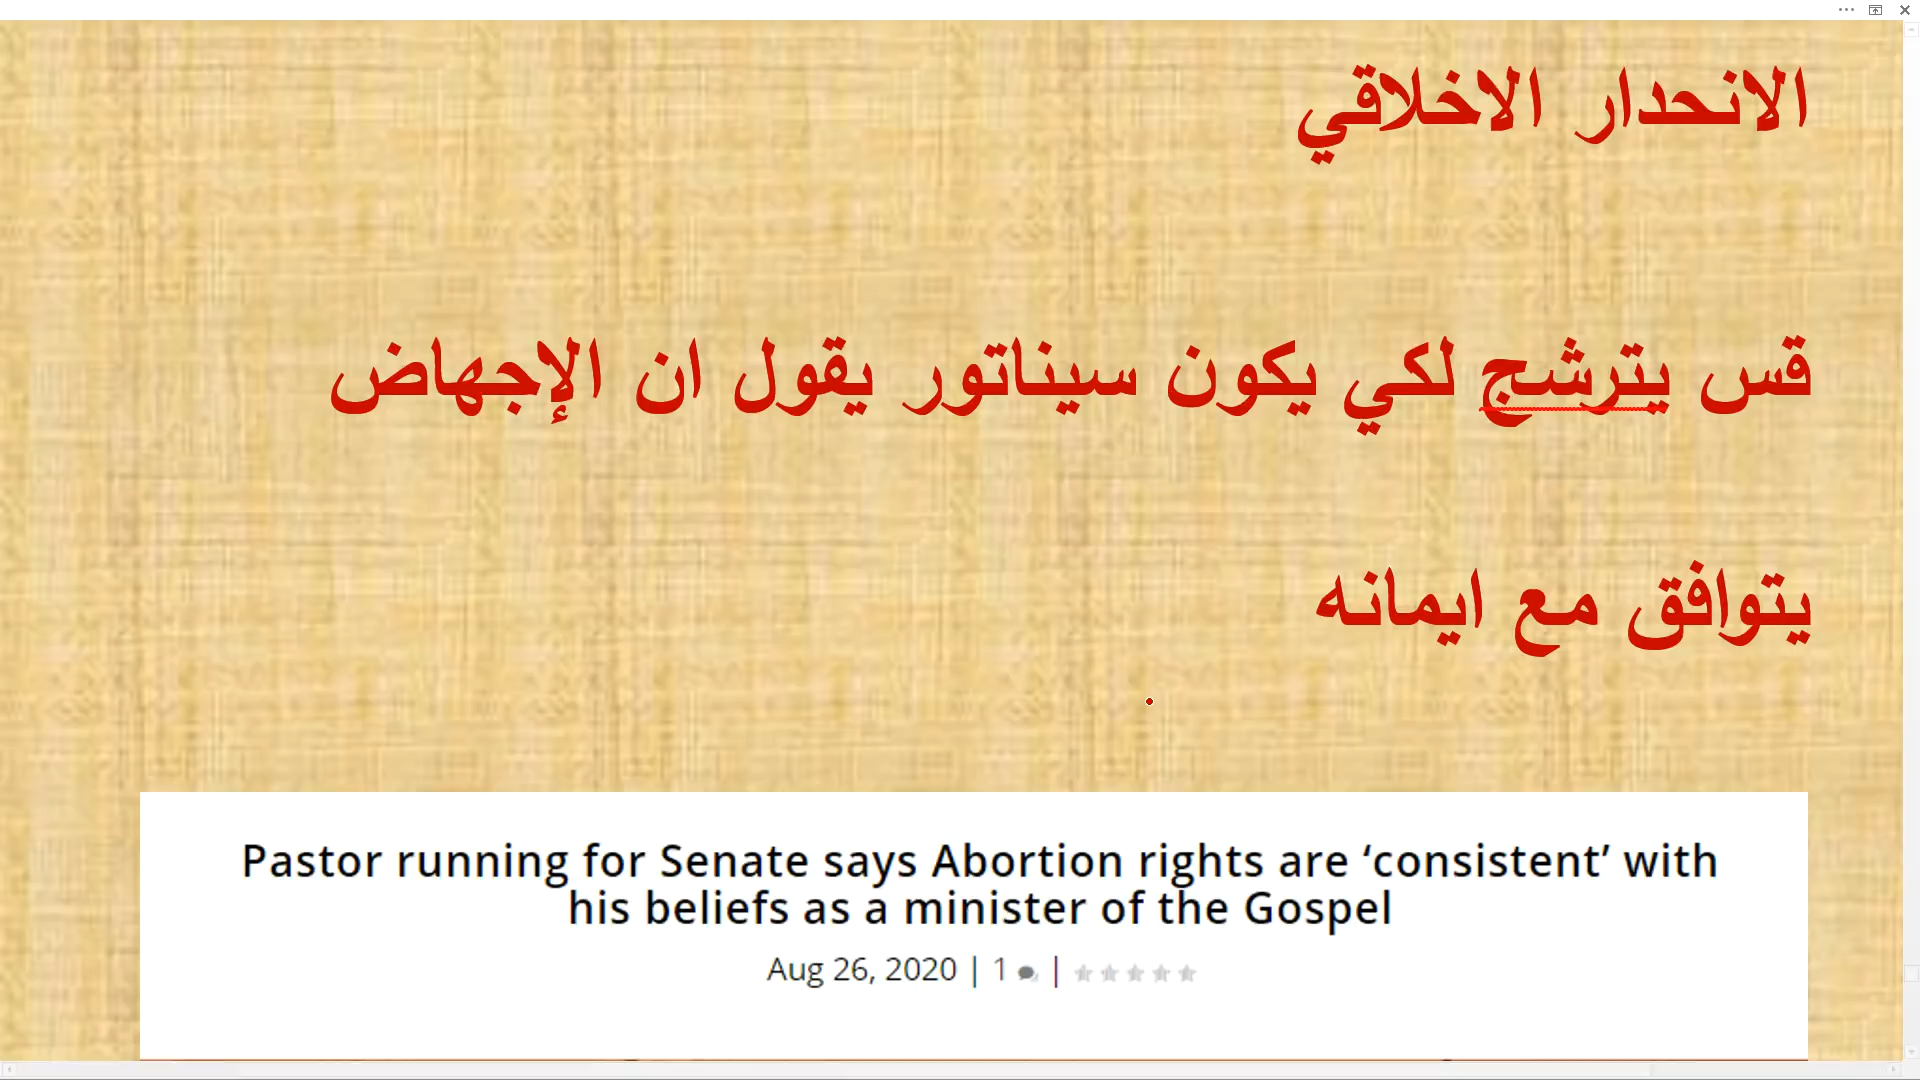 الانحدار الاخلاقي
قس يترشج لكي يكون سيناتور يقول ان الإجهاض
يتوافق مع ايمانه
Pastor running for Senate says Abortion rights are ‘consistent’ with
his beliefs as a minister of the Gospel
Aug 26, 2020 | 1 |